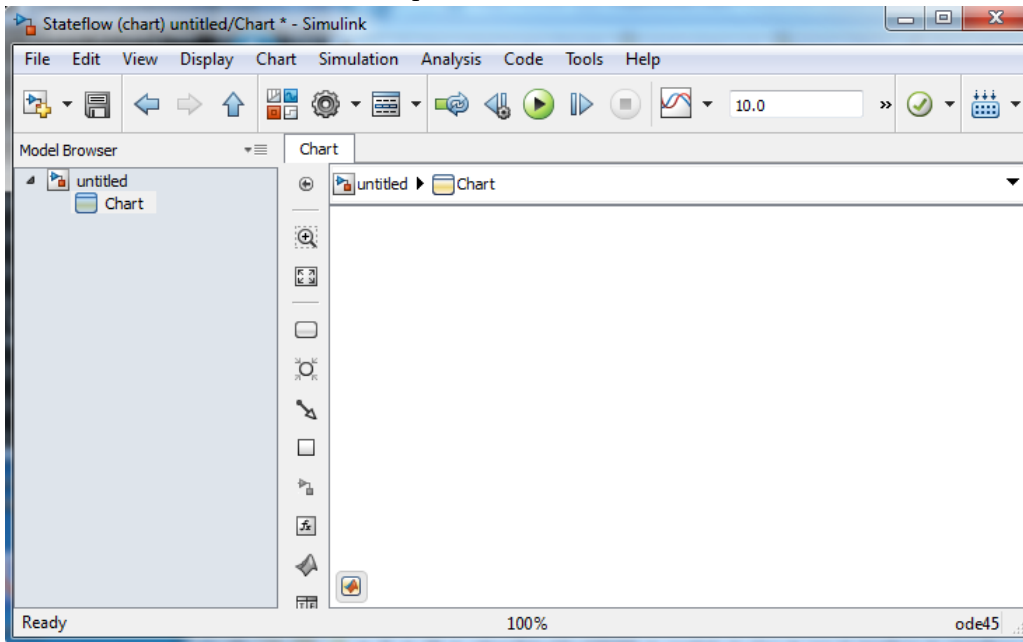 Stateflow (chart) untitled/Chart * - Simulink
File Edit View Display Chart Simulation Analysis Code Tools Help
10.0 »
Model Browser
Chart
untitled
Chart
untitled Chart
fx
Ready 100% ode45